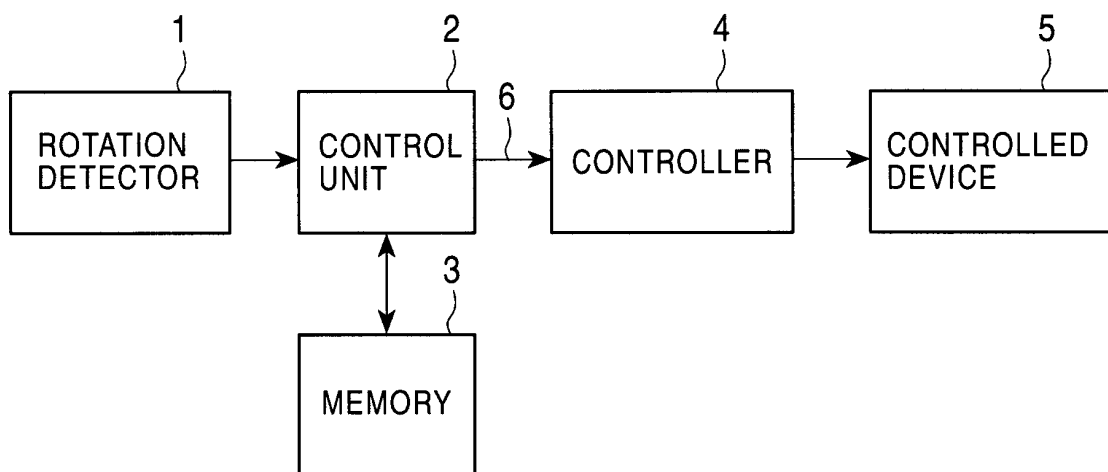 1
2
4
5
6
ROTATION
DETECTOR
CONTROL
UNIT
CONTROLLER
CONTROLLED
DEVICE
3
MEMORY